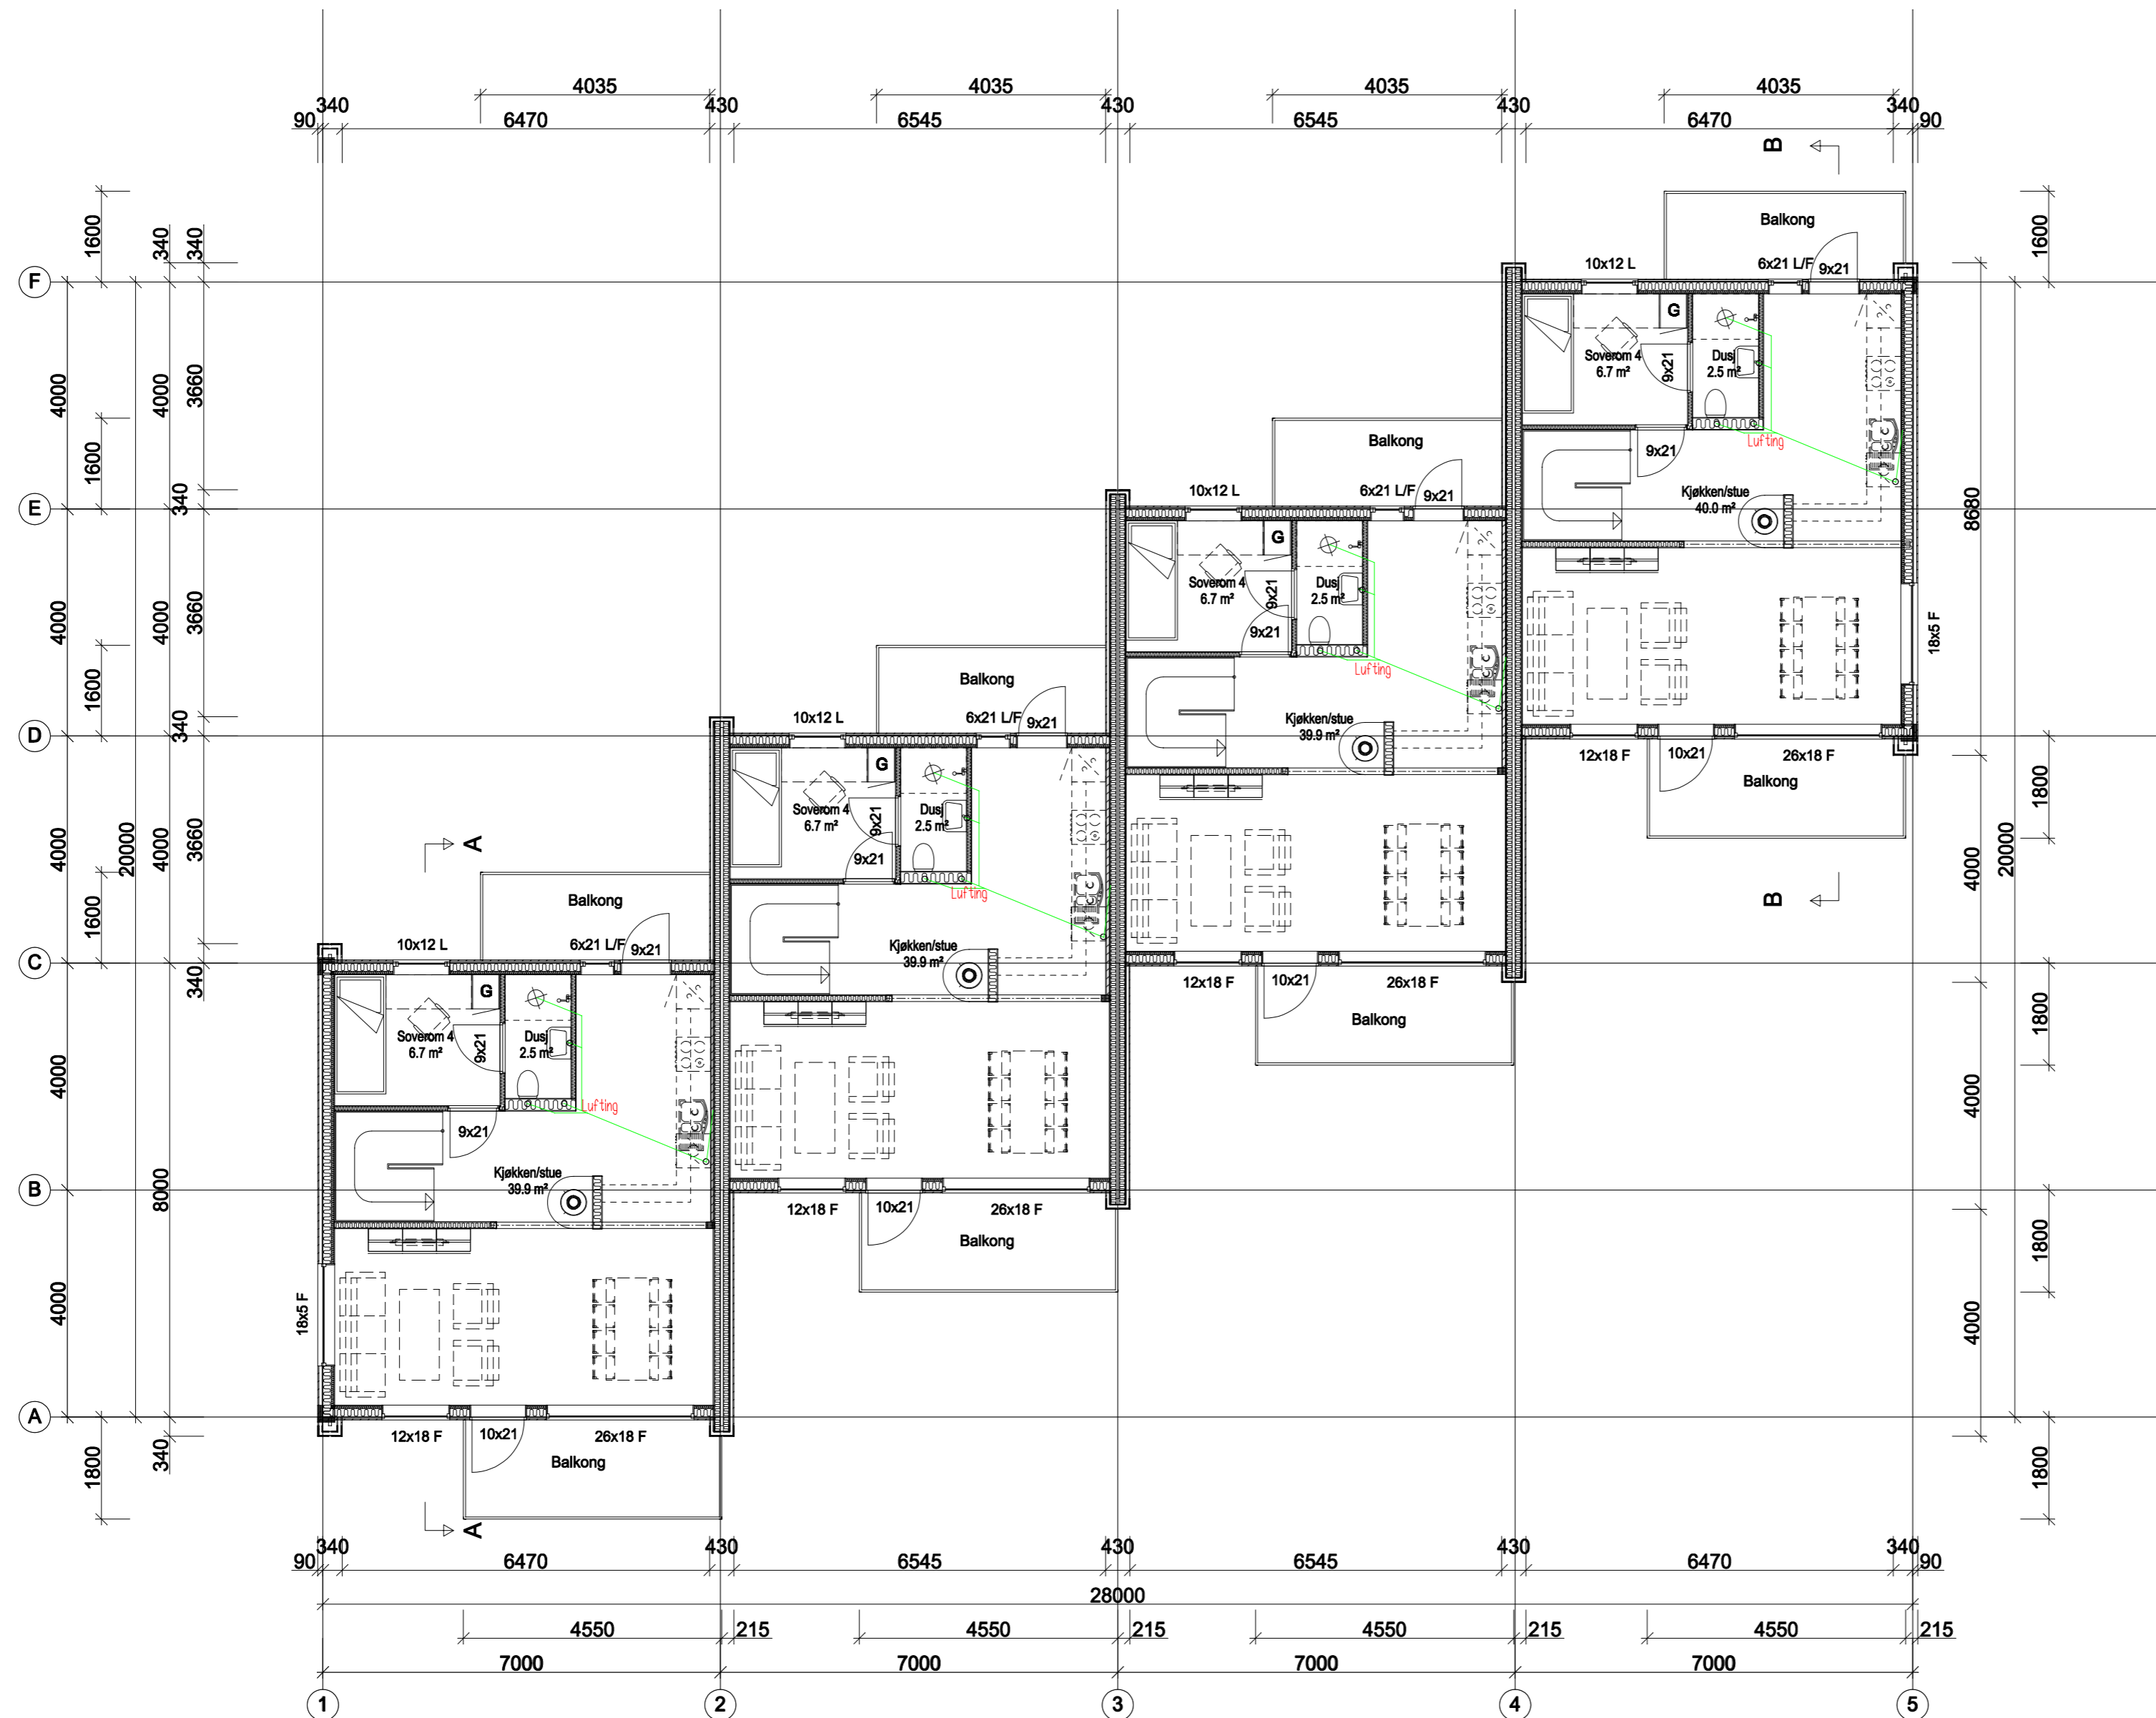 4035 4035 4035 4035
340 430 430 430 340
90 6470 6545 6545 6470 90
B
1600 340 340 1600
Balkong
F
10x12 L 6x21 L/F 9x21
G
Soverom 4
6.7 m²
9x21
Dusj
2.5 m²
4000 4000 3660
Balkong
9x21
Lufting
1600
Kjøkken/stue
40.0 m²
10x12 L 6x21 L/F 9x21
E
340
8680
G
Soverom 4
6.7 m²
9x21
Dusj
2.5 m²
18x5 F
4000 4000 3660
9x21
Lufting
Balkong
1600
Kjøkken/stue
39.9 m²
10x12 L 6x21 L/F 9x21
D
340
12x18 F 10x21 26x18 F
Balkong
1800
G
Soverom 4
6.7 m²
9x21
Dusj
2.5 m²
A
4000 20000 4000 3660
9x21
Lufting
4000 20000
B
Balkong
1600
Kjøkken/stue
39.9 m²
10x12 L 6x21 L/F 9x21
C
340
12x18 F 10x21 26x18 F
Balkong
1800
G
Soverom 4
6.7 m²
9x21
Dusj
2.5 m²
4000
9x21
Lufting
4000
Kjøkken/stue
39.9 m²
B
8000
12x18 F 10x21 26x18 F
Balkong
1800
18x5 F
4000
4000
A
12x18 F 10x21 26x18 F
Balkong
1800 340
1800
A
340 430 430 430 340
90 6470 6545 6545 6470 90
28000
4550 215 4550 215 4550 215 4550 215
7000 7000 7000 7000
1 2 3 4 5